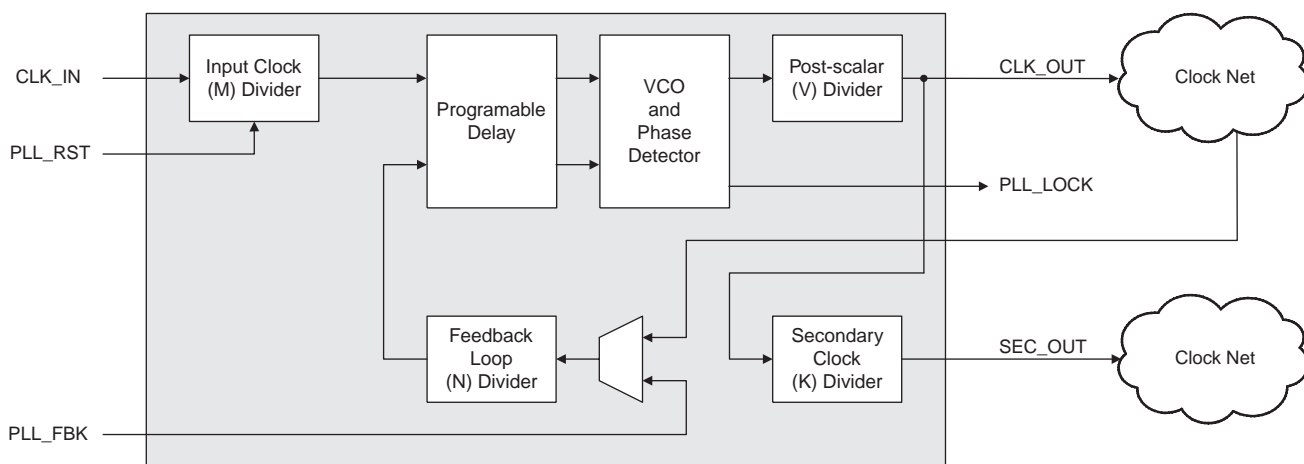 CLK_IN
Input Clock
(M) Divider
PLL_RST
Programable
Delay
VCO
and
Phase
Detector
Post-scalar
(V) Divider
CLK_OUT
Clock Net
PLL_LOCK
Feedback
Loop
(N) Divider
Secondary
Clock
(K) Divider
SEC_OUT
Clock Net
PLL_FBK